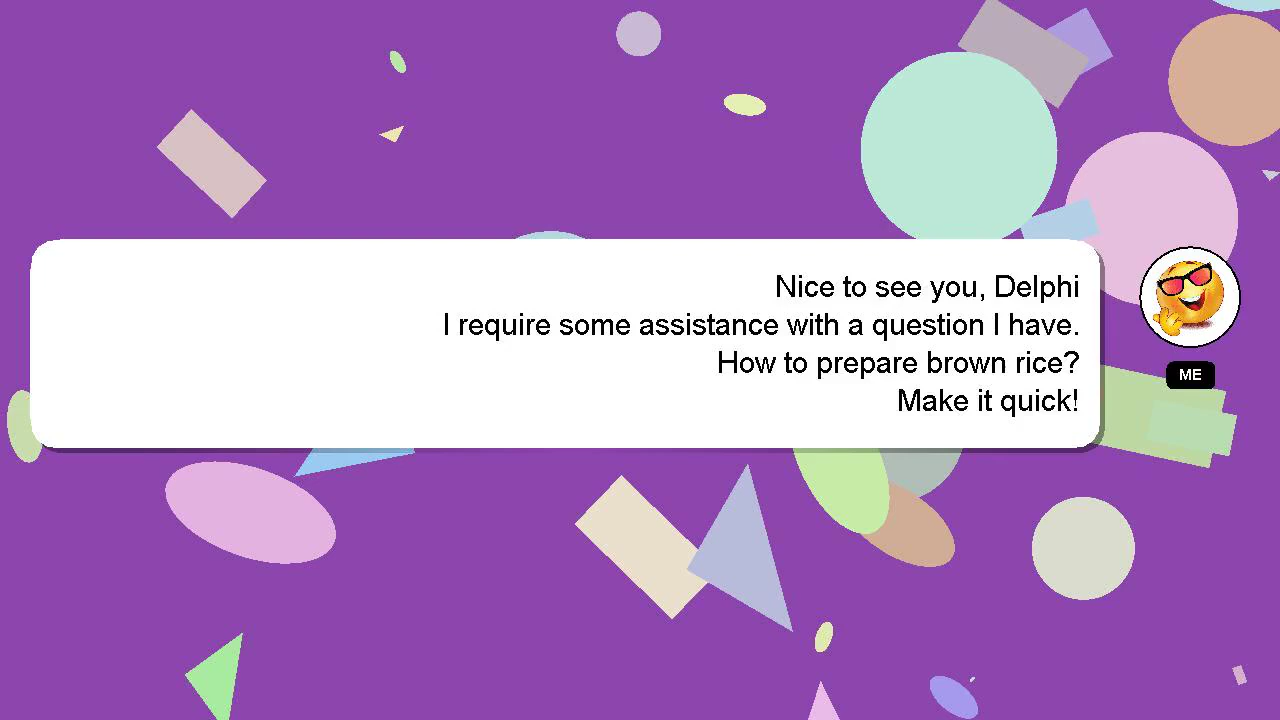 Nice to see you, Delphi
I require some assistance with a question I have.
How to prepare brown rice?
Make it quick!
ME